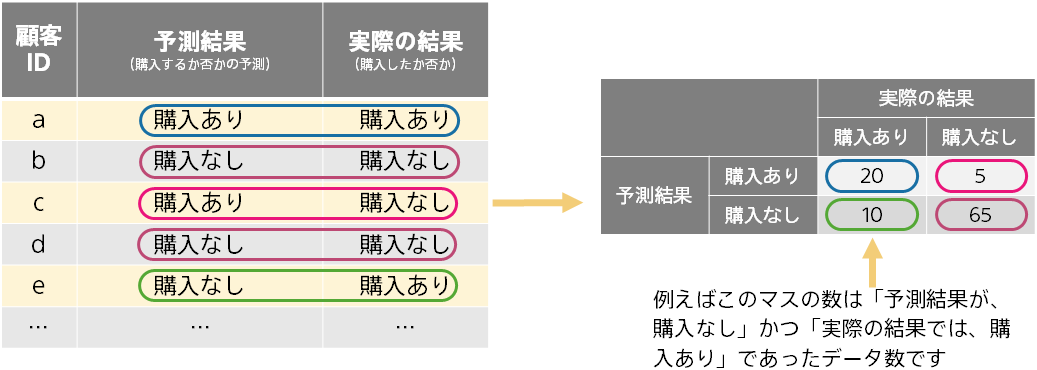 顧客
ID
予測結果
(購入するか否かの予測)
実際の結果
(購入したか否か)
a 購入あり 購入あり
b 購入なし 購入なし
c 購入あり 購入なし
d 購入なし 購入なし
e 購入なし 購入あり
… … …
実際の結果
購入あり 購入なし
予測結果
購入あり 20 5
購入なし 10 65
例えばこのマスの数は「予測結果が、
購入なし」かつ「実際の結果では、購
入あり」であったデータ数です